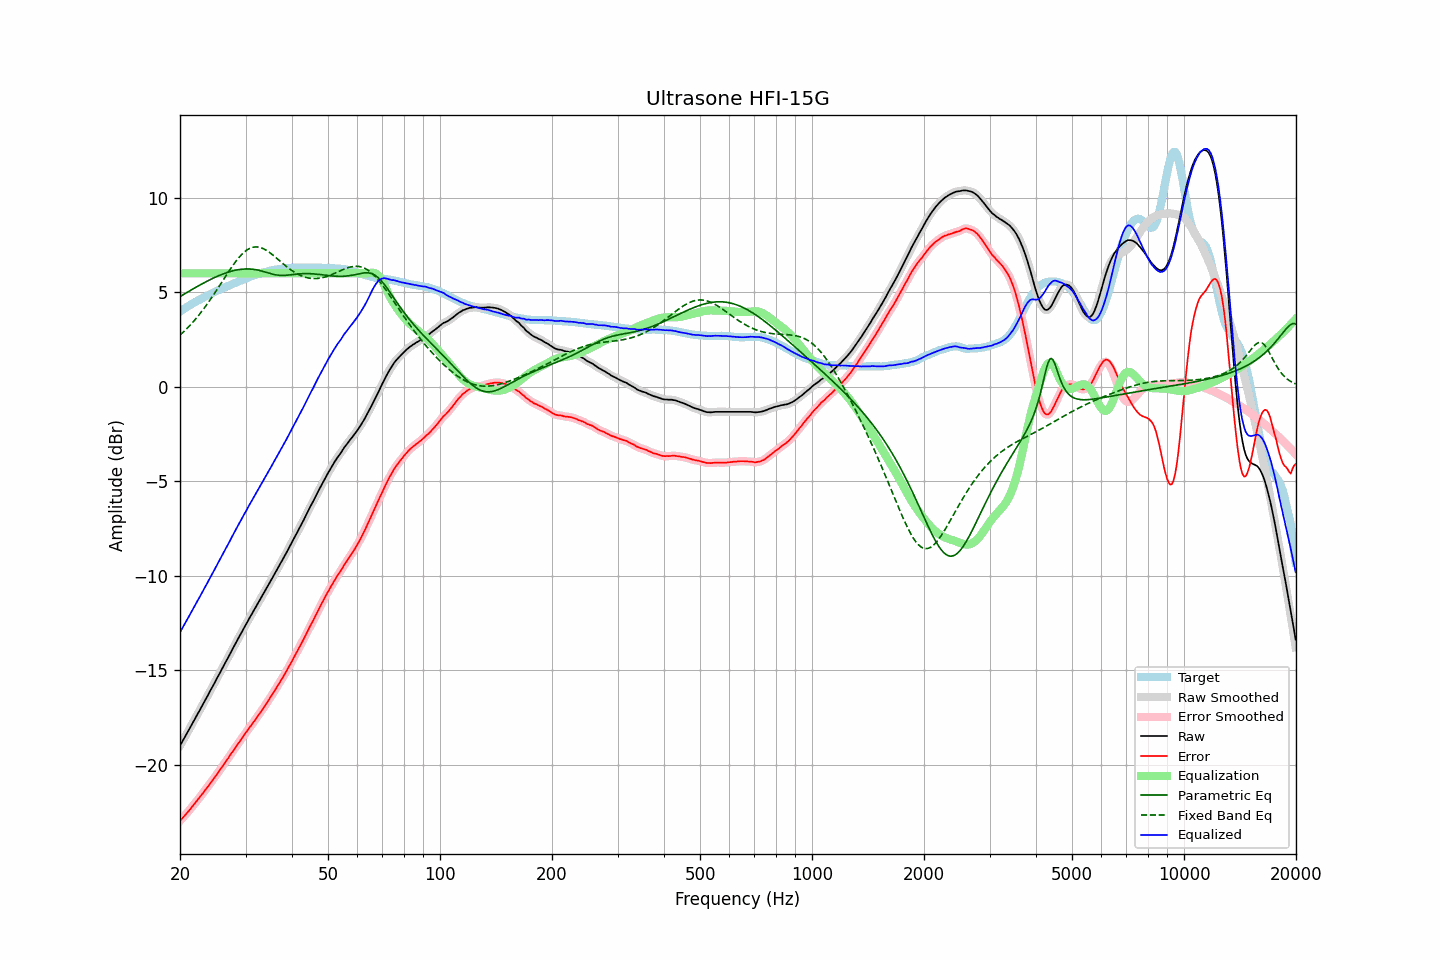 Ultrasone HFI-15G
Amplitude (dBr)
10
5
0
−5
−10
−15
−20
20
50
100
200
500
1000
2000
5000
10000
20000
Frequency (Hz)
Target
Raw Smoothed
Error Smoothed
Raw
Error
Equalization
Parametric Eq
Fixed Band Eq
Equalized